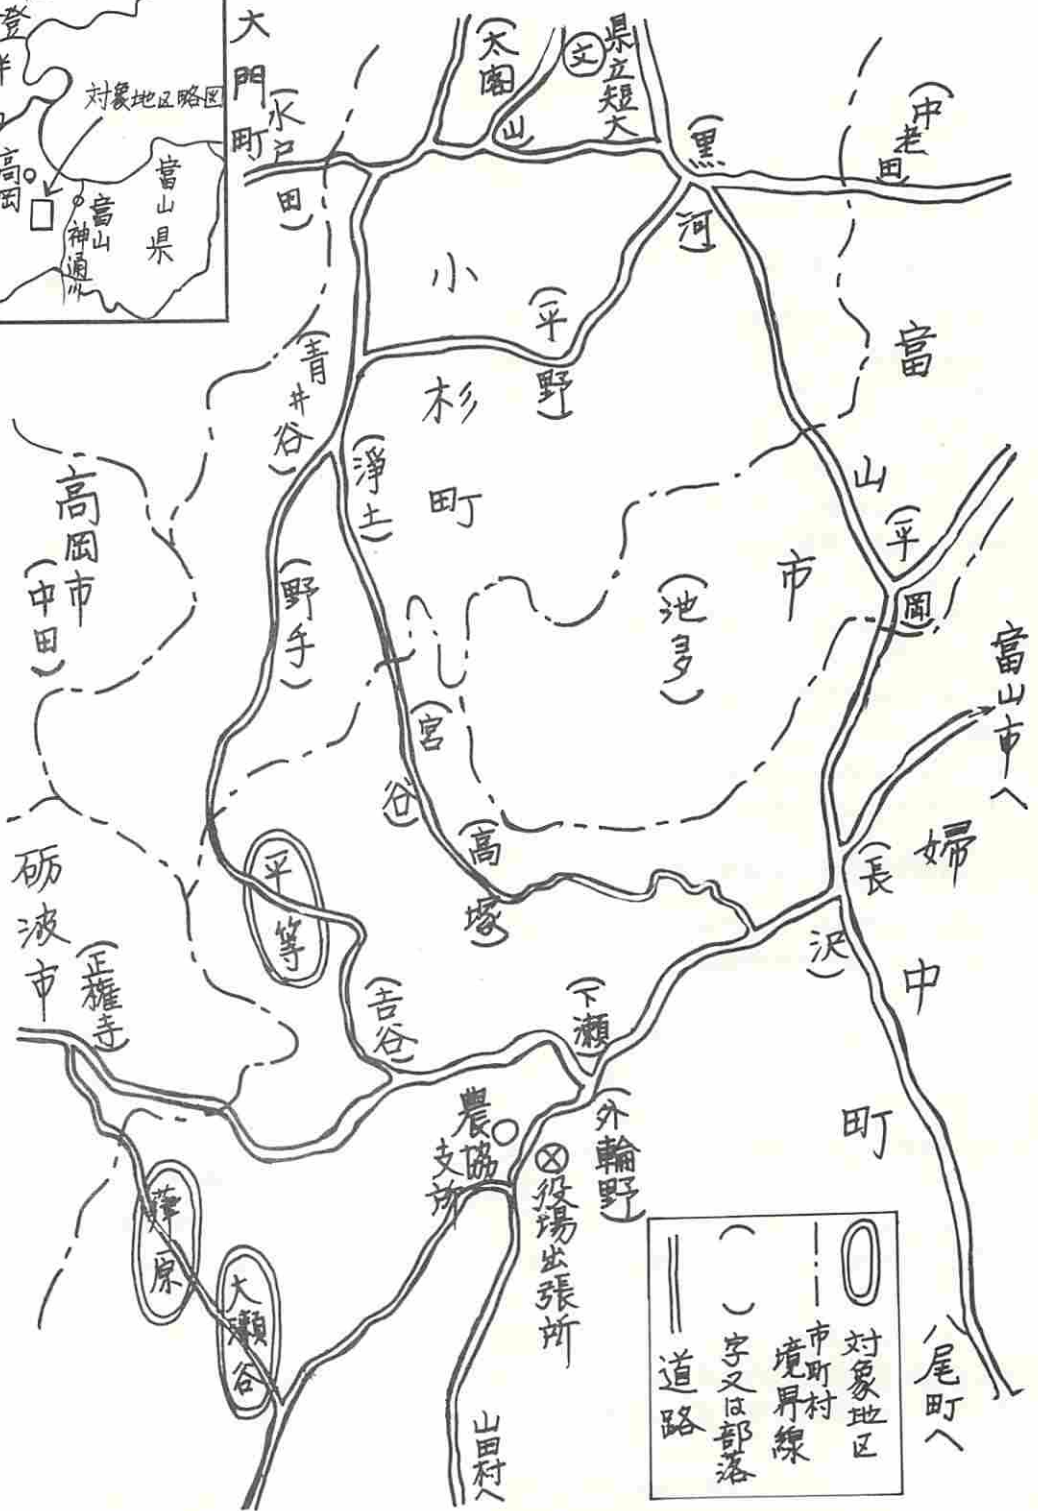 登
半
高岡
対象地区略図
富山
神通川
富山県
大門町
(水戸田)
(太閤山)
文
県立短大
(黒河)
(中老田)
小杉町
(平野)
(青井谷)
(浄土)
(野手)
高岡市
(中田)
富山市
(平岡)
(池多)
富山市へ
(宮谷)
(高塚)
平等
砺波市
(正権寺)
(吉谷)
(下瀬)
(長沢)
婦中町
農協支所
役場出張所
(外輪野)
原
大瀬谷
山田村へ
八尾町へ
対象地区
市町村境界線
( ) 字又は部落
道路